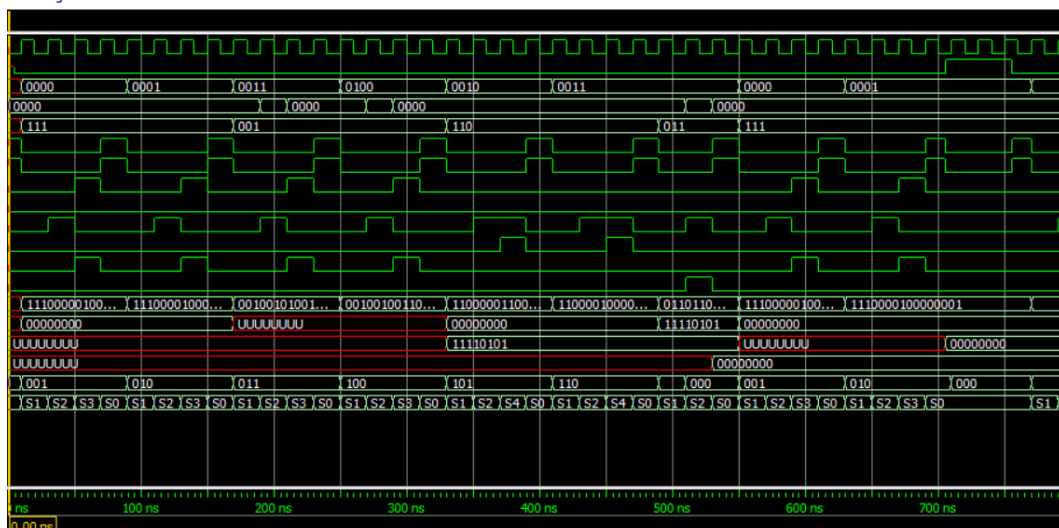 0000 0001 0011 0100 0010 0011 0000 0001
0000 0000 0000 0000
111 001 110 011 111
11100000100... 11100001000... 00100101001... 00100100110... 11000001100... 11000010000... 0110110... 1110000100... 1110000100000001
00000000 UUUUUUUU 00000000 11110101 00000000
UUUUUUUU 11110101 UUUUUUUU 00000000
UUUUUUUU 00000000
001 010 011 100 101 110 000 001 010 000
S1 S2 S3 S0 S1 S2 S3 S0 S1 S2 S3 S0 S1 S2 S3 S0 S1 S2 S4 S0 S1 S2 S4 S0 S1 S2 S0 S1 S2 S3 S0 S1 S2 S3 S0 S1
ns 100 ns 200 ns 300 ns 400 ns 500 ns 600 ns 700 ns
0.00 ns